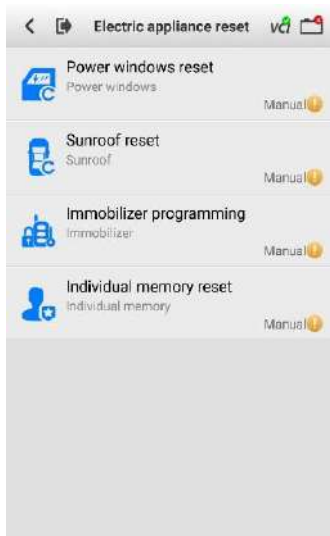 Electric appliance reset vci
Power windows reset
Power windows
Manual
Sunroof reset
Sunroof
Manual
Immobilizer programming
Immobilizer
Manual
Individual memory reset
Individual memory
Manual